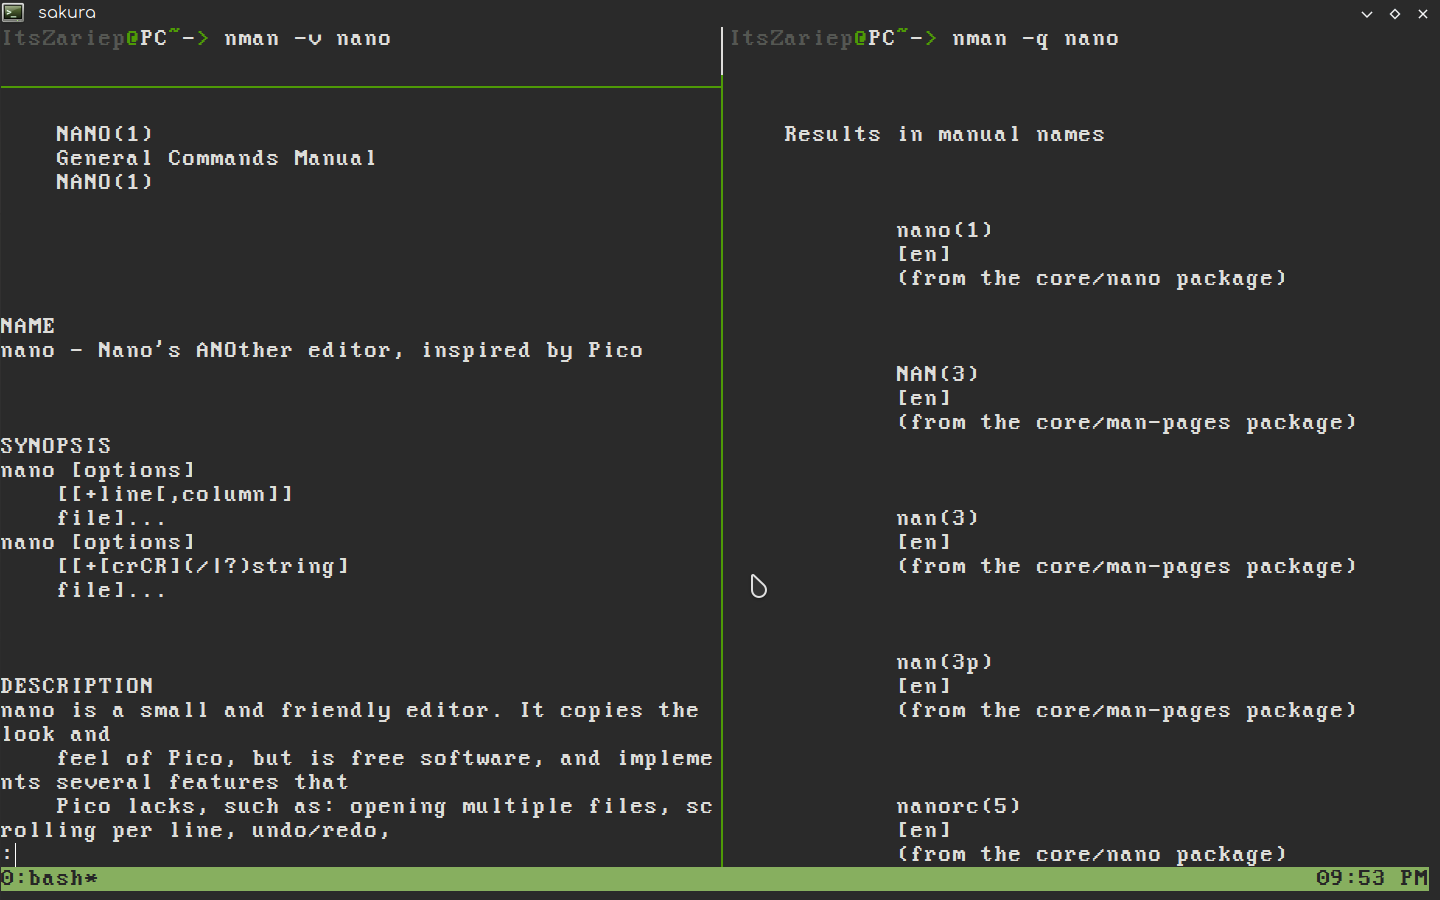 sakura
ItsZariep@PC~-> nman -v nano
NANO(1)
General Commands Manual
NANO(1)
NAME
nano - Nano's ANOther editor, inspired by Pico
SYNOPSIS
nano [options]
[[+line[,column]]
file]...
nano [options]
[[+[crCR](/|?)string]
file]...
DESCRIPTION
nano is a small and friendly editor. It copies the
look and
feel of Pico, but is free software, and impleme
nts several features that
Pico lacks, such as: opening multiple files, sc
rolling per line, undo/redo,
:
ItsZariep@PC~-> nman -q nano
Results in manual names
nano(1)
[en]
(from the core/nano package)
NAN(3)
[en]
(from the core/man-pages package)
nan(3)
[en]
(from the core/man-pages package)
nan(3p)
[en]
(from the core/man-pages package)
nanorc(5)
[en]
(from the core/nano package)
0:bash*
09:53 PM